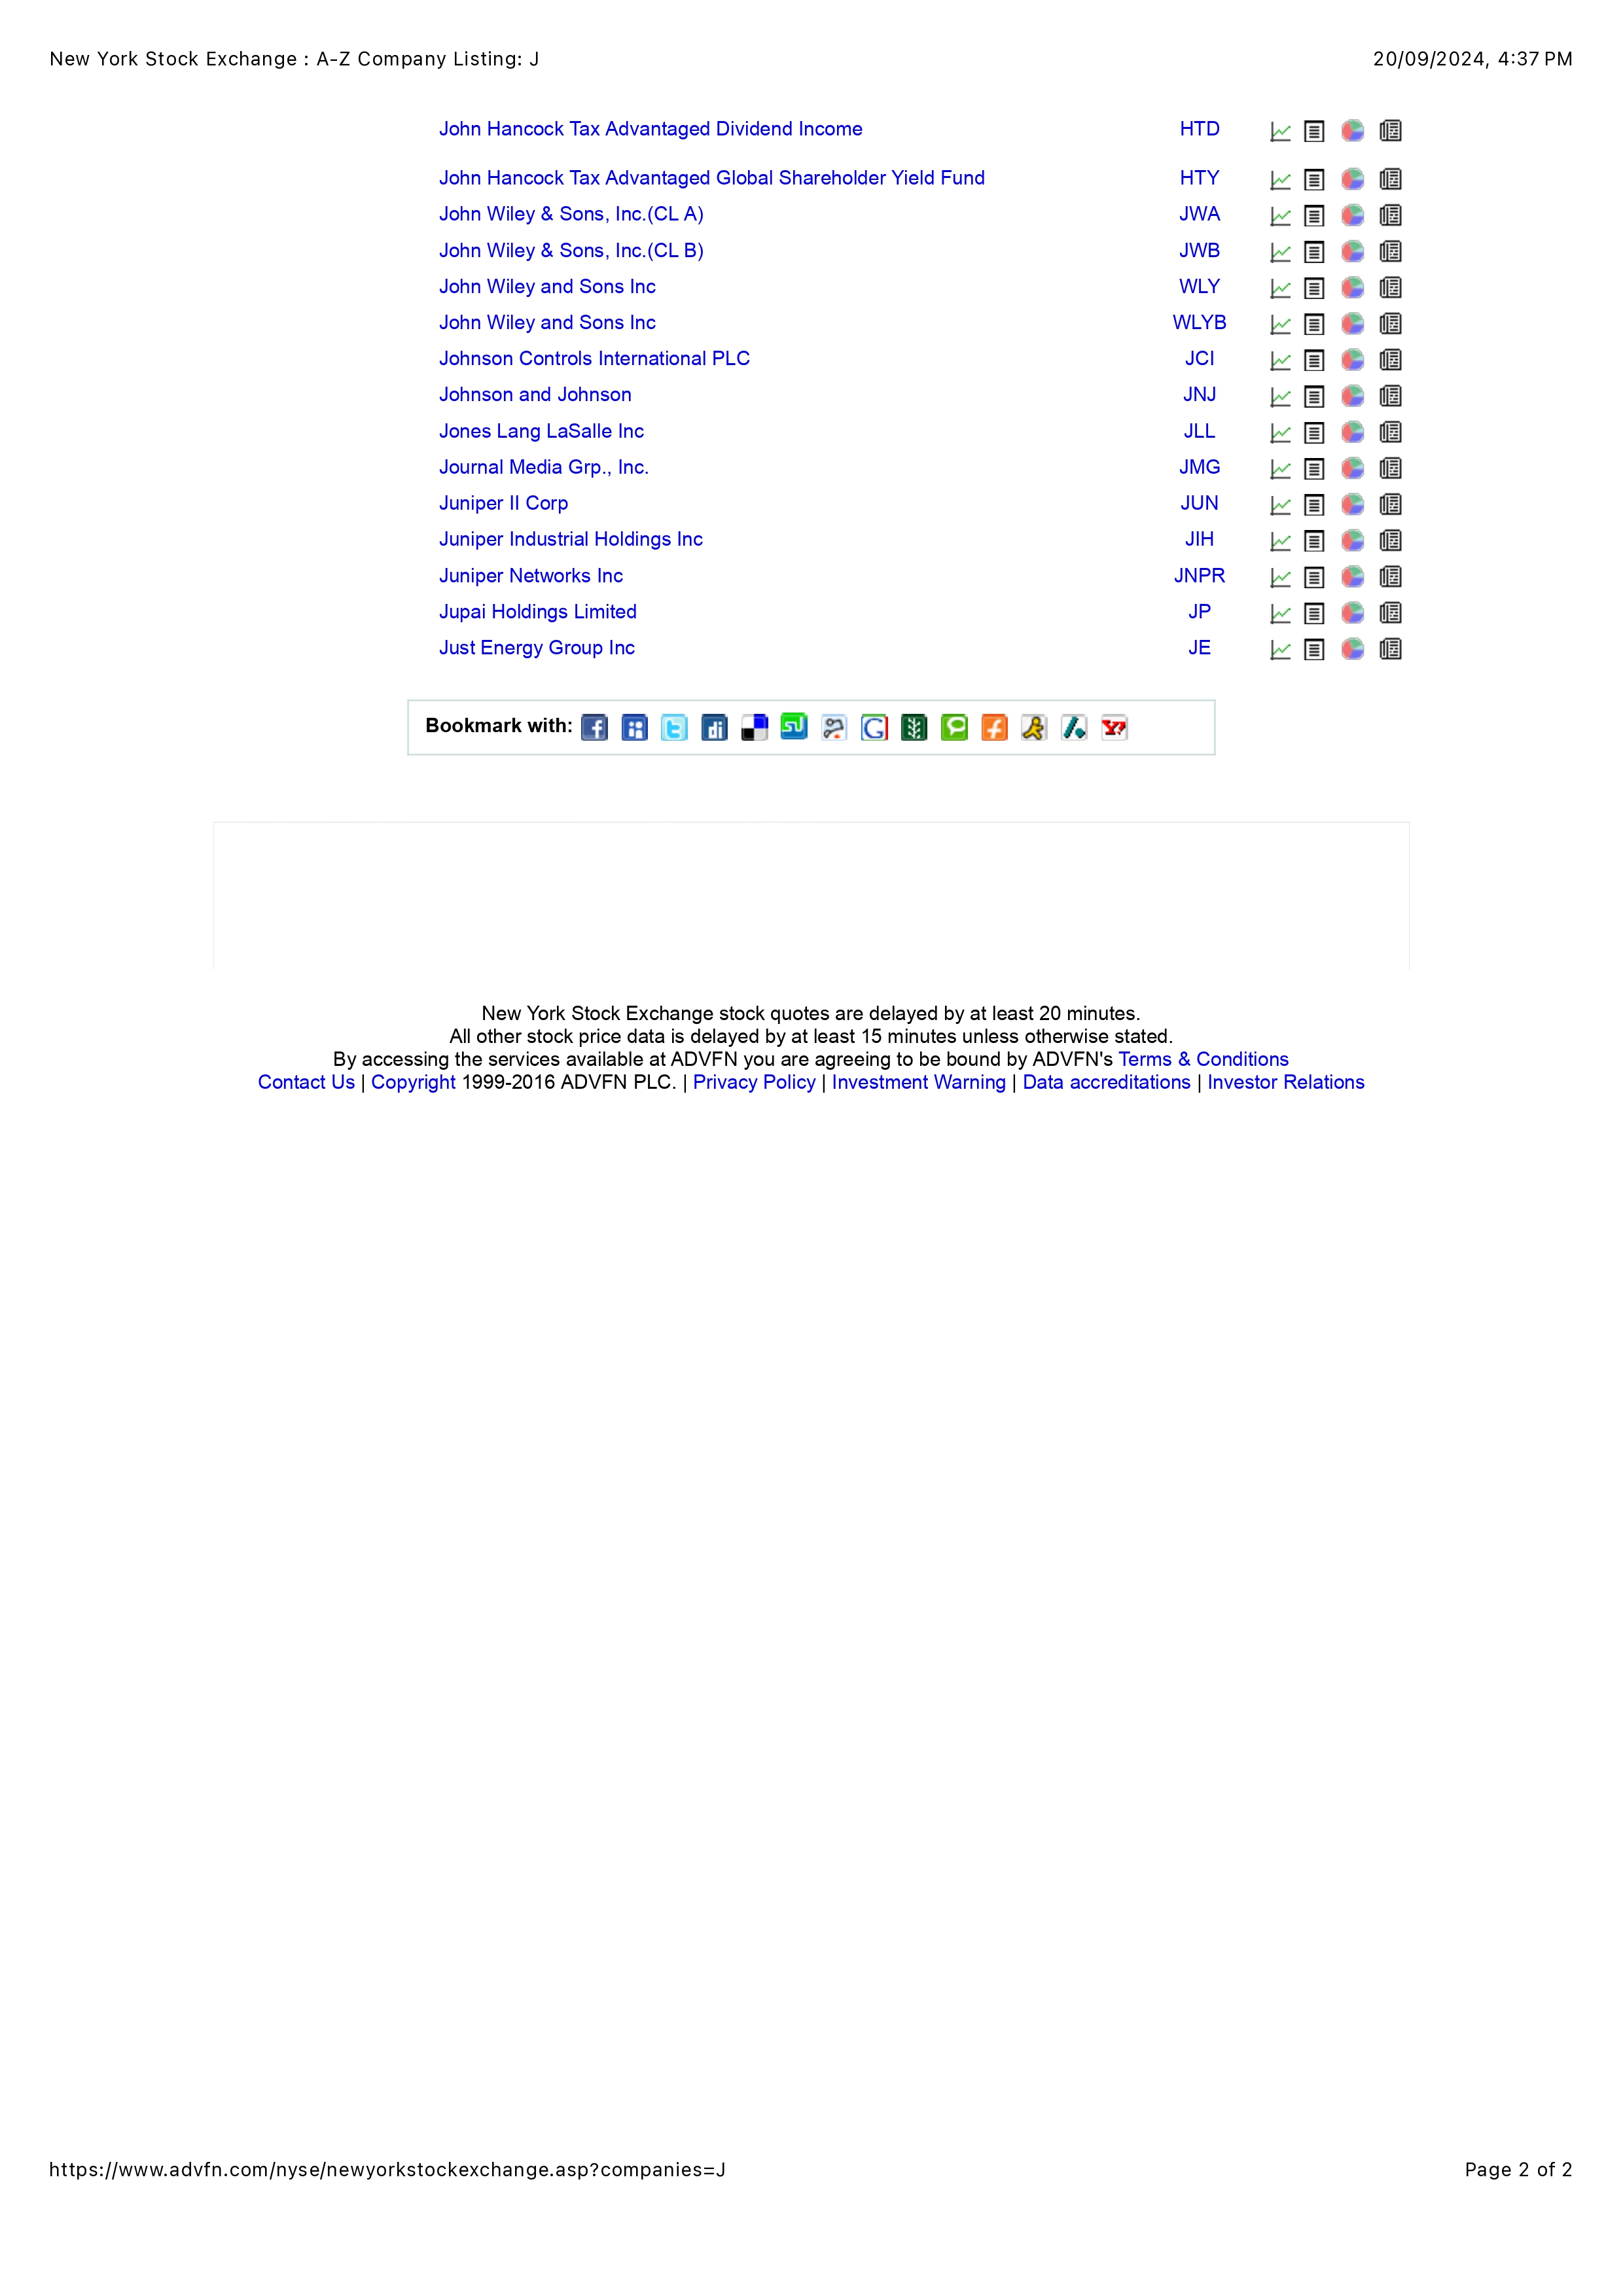 New York Stock Exchange : A-Z Company Listing: J 20/09/2024, 4:37 PM
John Hancock Tax Advantaged Dividend Income HTD
John Hancock Tax Advantaged Global Shareholder Yield Fund HTY
John Wiley & Sons, Inc.(CL A) JWA
John Wiley & Sons, Inc.(CL B) JWB
John Wiley and Sons Inc WLY
John Wiley and Sons Inc WLYB
Johnson Controls International PLC JCI
Johnson and Johnson JNJ
Jones Lang LaSalle Inc JLL
Journal Media Grp., Inc. JMG
Juniper II Corp JUN
Juniper Industrial Holdings Inc JIH
Juniper Networks Inc JNPR
Jupai Holdings Limited JP
Just Energy Group Inc JE
Bookmark with:
New York Stock Exchange stock quotes are delayed by at least 20 minutes.
All other stock price data is delayed by at least 15 minutes unless otherwise stated.
By accessing the services available at ADVFN you are agreeing to be bound by ADVFN's Terms & Conditions
Contact Us | Copyright 1999-2016 ADVFN PLC. | Privacy Policy | Investment Warning | Data accreditations | Investor Relations
https://www.advfn.com/nyse/newyorkstockexchange.asp?companies=J Page 2 of 2